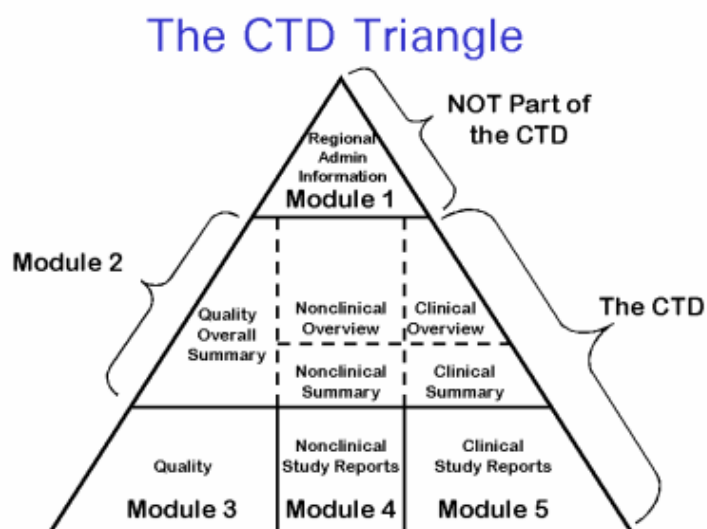 The CTD Triangle
NOT Part of
the CTD
Regional
Admin
Information
Module 1
Module 2
The CTD
Quality
Overall
Summary
Nonclinical
Overview
Clinical
Overview
Nonclinical
Summary
Clinical
Summary
Quality
Module 3
Nonclinical
Study Reports
Module 4
Clinical
Study Reports
Module 5